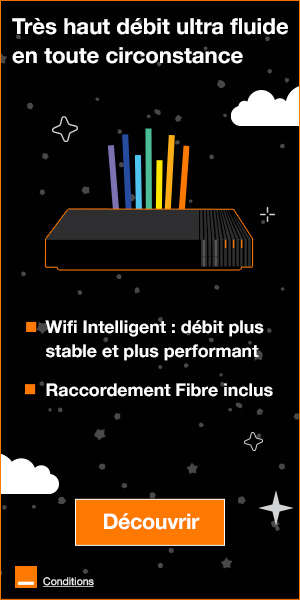 Très haut débit ultra fluide
en toute circonstance
Wifi Intelligent : débit plus
stable et plus performant
Raccordement Fibre inclus
Découvrir
Conditions